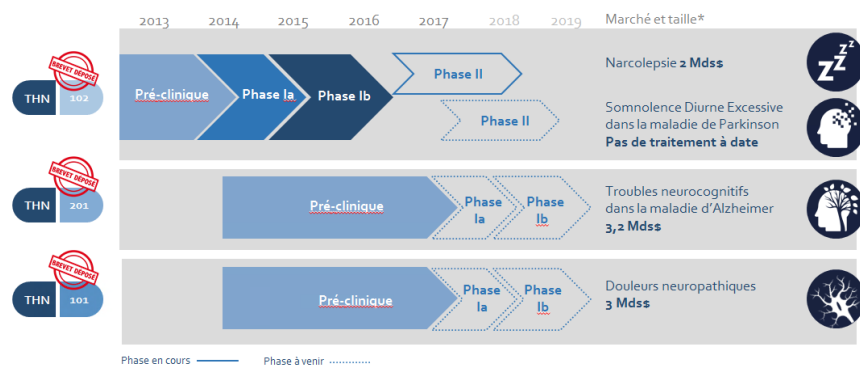 2013 2014 2015 2016 2017 2018 2019 Marché et taille*
BREVET DÉPOSÉ
THN 102
Pré-clinique Phase Ia Phase Ib Phase II
Phase II
Narcolepsie 2 Mds$
Somnolence Diurne Excessive
dans la maladie de Parkinson
Pas de traitement à date
zzz
BREVET DÉPOSÉ
THN 201
Pré-clinique
Phase
Ia
Phase
Ib
Troubles neurocognitifs
dans la maladie d'Alzheimer
3,2 Mds$
BREVET DÉPOSÉ
THN 101
Pré-clinique
Phase
Ia
Phase
Ib
Douleurs neuropathiques
3 Mds$
Phase en cours Phase à venir